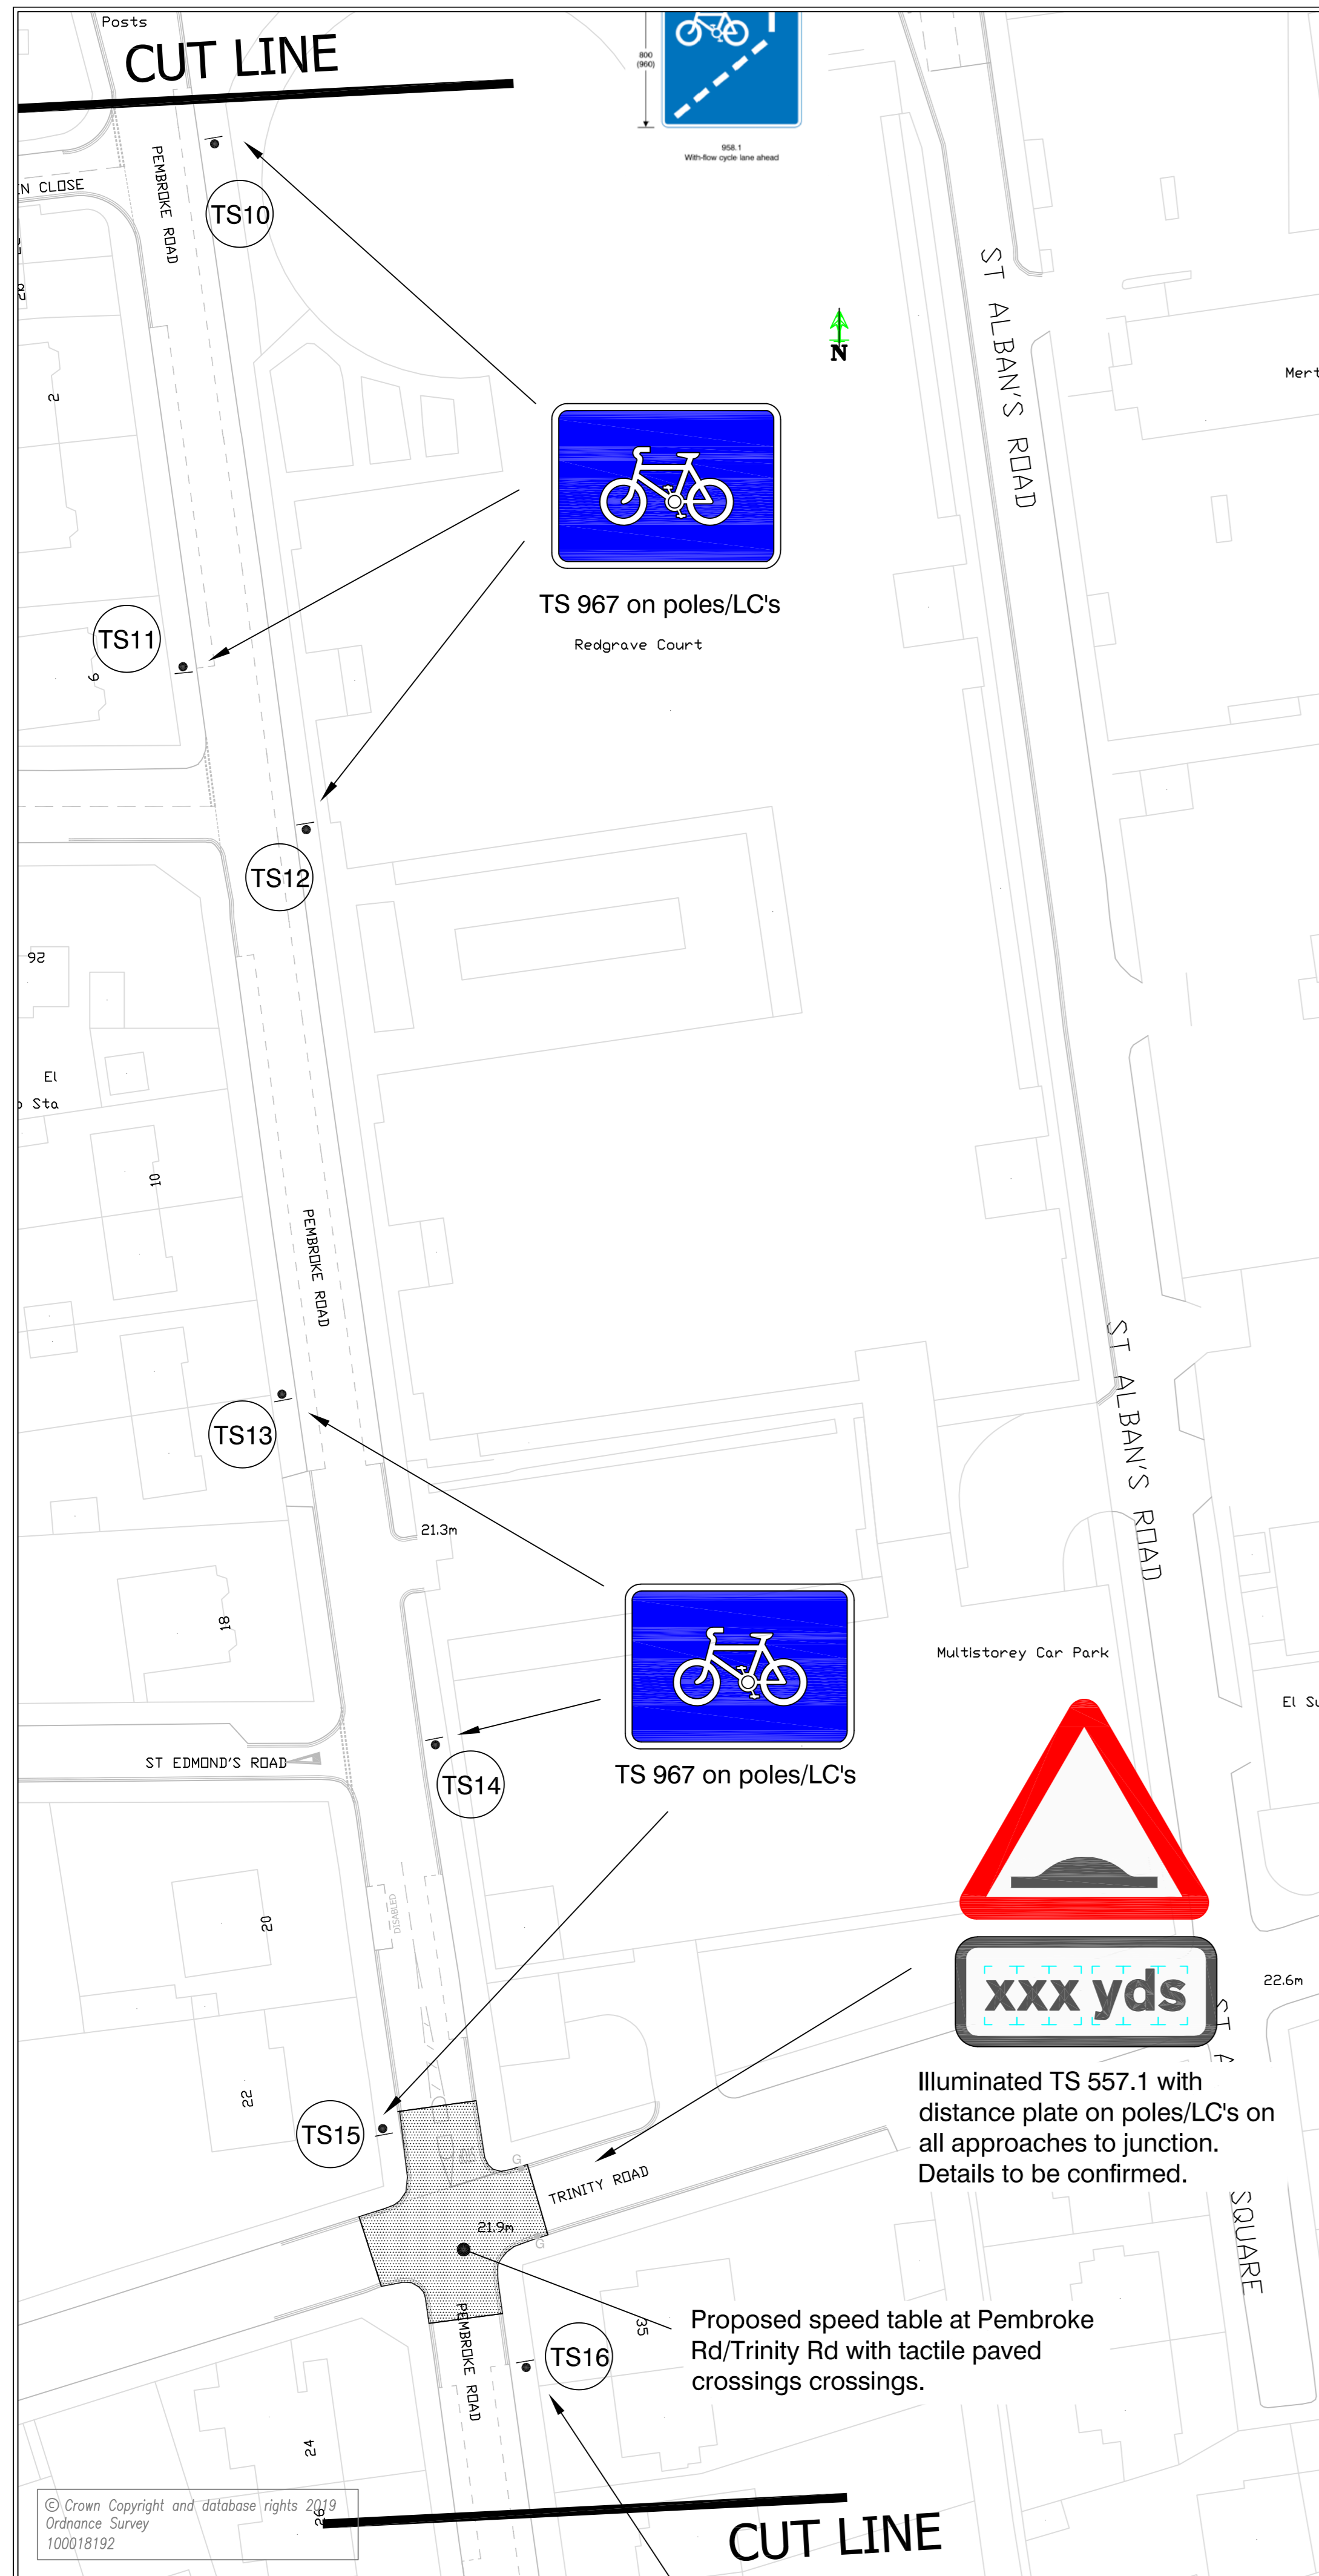 Posts
CUT LINE
800
(960)
958.1
With-flow cycle lane ahead
PEMBROKE ROAD
IN CLOSE
TS10
ST ALBAN'S ROAD
N
2
TS 967 on poles/LC's
Redgrave Court
TS11
6
TS12
26
El
Sta
10
PEMBROKE ROAD
TS13
21.3m
ST ALBAN'S ROAD
18
Multistorey Car Park
ST EDMOND'S ROAD
TS14
TS 967 on poles/LC's
DISABLED
20
xxx yds
22.6m
22
Illuminated TS 557.1 with
distance plate on poles/LC's on
all approaches to junction.
Details to be confirmed.
TS15
G
TRINITY ROAD
21.9m
G
SQUARE
PEMBROKE ROAD
35
TS16
Proposed speed table at Pembroke
Rd/Trinity Rd with tactile paved
crossings crossings.
24
26
© Crown Copyright and database rights 2019
Ordnance Survey
100018192
CUT LINE